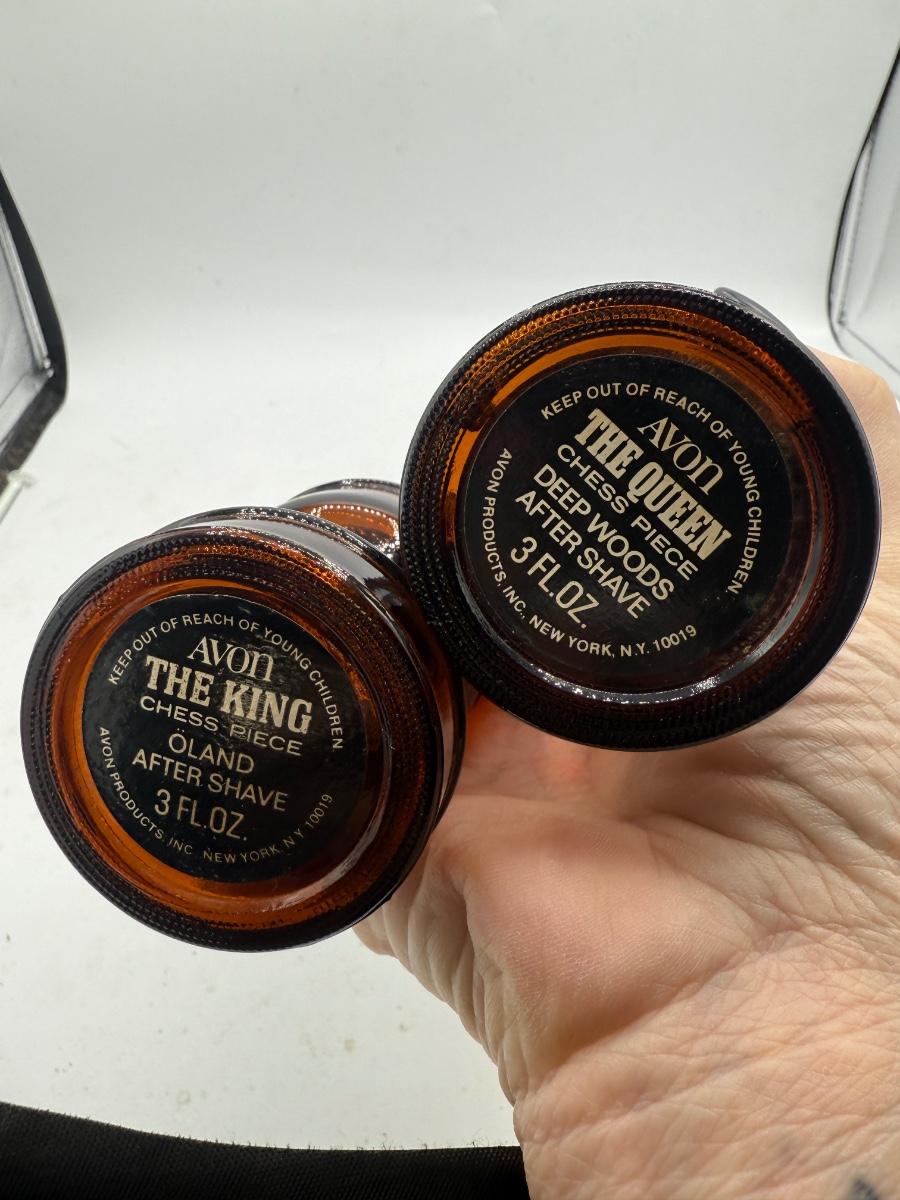 KEEP OUT OF REACH OF YOUNG CHILDREN
AVON
THE KING
CHESS PIECE
ÖLAND
AFTER SHAVE
3 FL.OZ.
AVON PRODUCTS, INC. NEW YORK, N.Y. 10019
KEEP OUT OF REACH OF YOUNG CHILDREN.
AVON
THE QUEEN
CHESS PIECE
DEEP WOODS
AFTER SHAVE
3 FL.OZ.
AVON PRODUCTS, INC., NEW YORK, N.Y. 10019